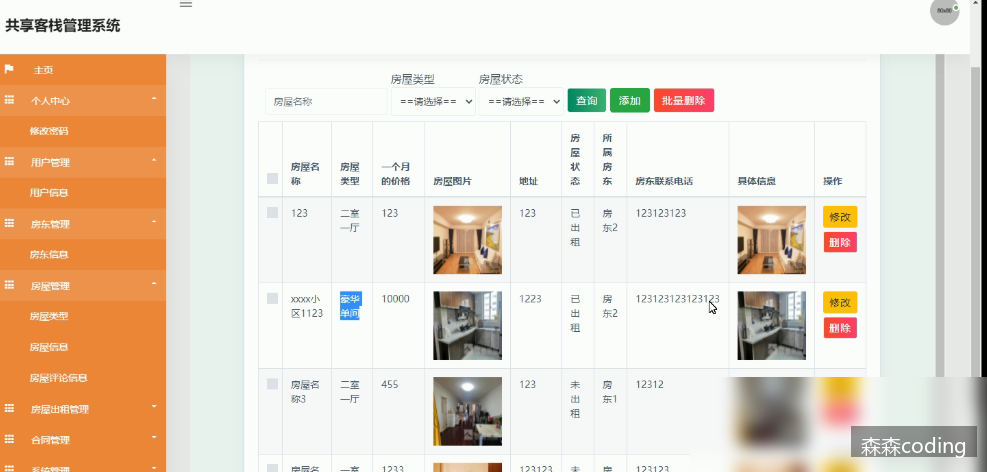 共享客栈管理系统
主页
个人中心
修改密码
用户管理
用户信息
房东管理
房东信息
房屋管理
房屋类型
房屋信息
房屋评论信息
房屋出租管理
合同管理
系统管理
房屋类型 房屋状态
房屋名称 ==请选择== ==请选择== 查询 添加 批量删除
房屋名称 房屋类型 一个月的价格 房屋图片 地址 房屋状态 所属房东 房东联系电话 具体信息 操作
123 二室一厅 123 123 已出租 房东2 123123123 修改
删除
xxxx小区1123 豪华单间 10000 1223 已出租 房东2 123123123123123 修改
删除
房屋名称3 二室一厅 455 123 未出租 房东1 12312
房屋名 一室 1233 123123 未 房 123123
森森coding